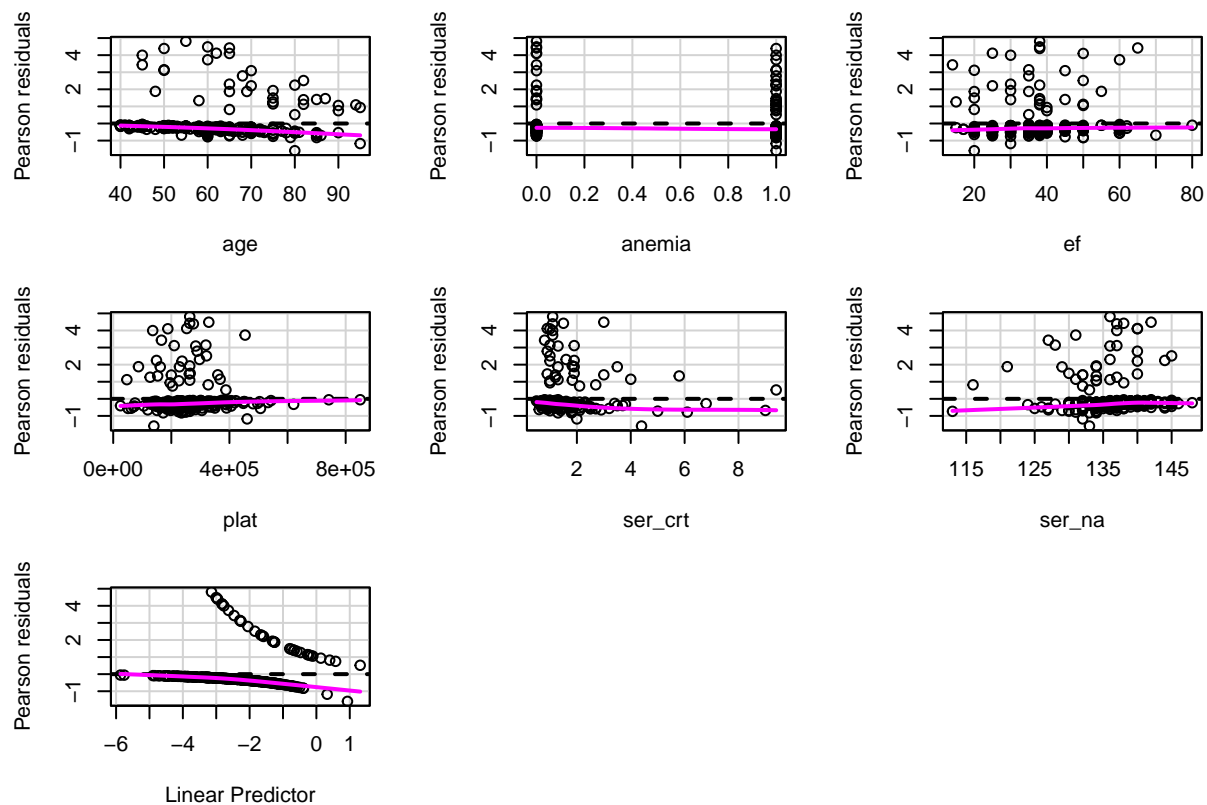 Pearson residuals
4
2
−1
40 50 60 70 80 90
age
Pearson residuals
4
2
−1
0.0 0.2 0.4 0.6 0.8 1.0
anemia
Pearson residuals
4
2
−1
20 40 60 80
ef
Pearson residuals
4
2
−1
0e+00 4e+05 8e+05
plat
Pearson residuals
4
2
−1
2 4 6 8
ser_crt
Pearson residuals
4
2
−1
115 125 135 145
ser_na
Pearson residuals
4
2
−1
−6 −4 −2 0 1
Linear Predictor